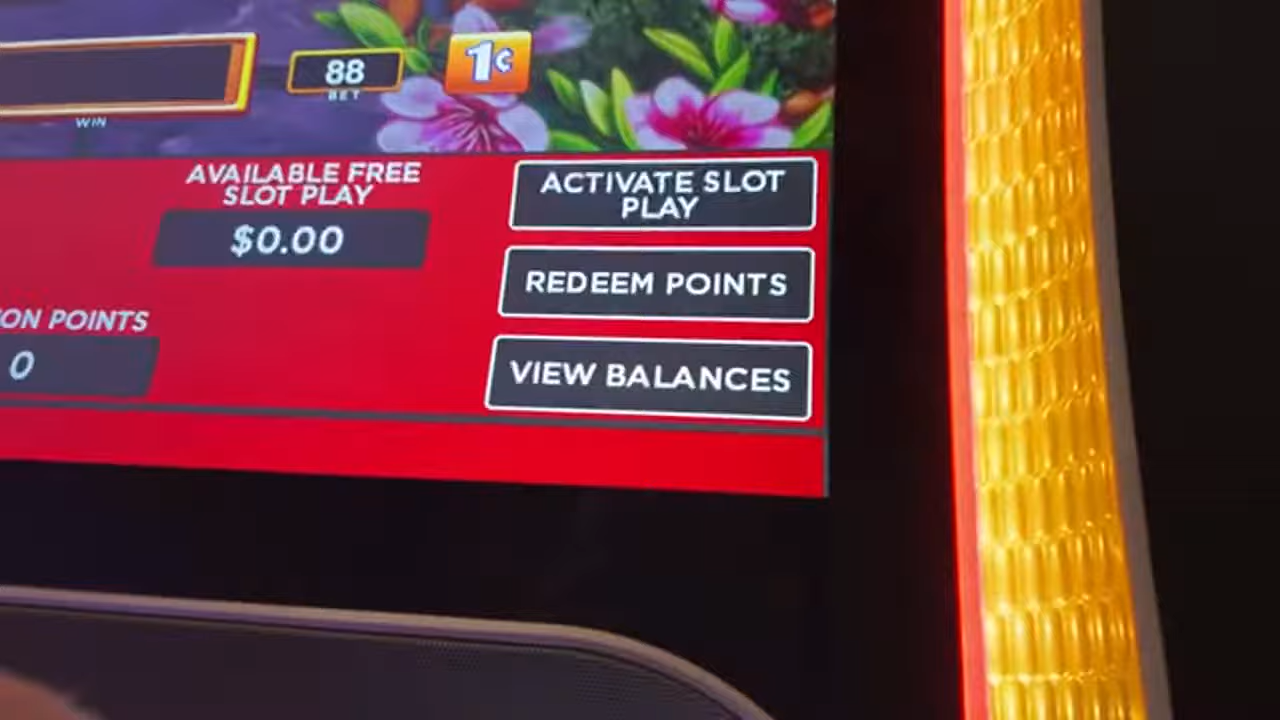 88
BET
1¢
WIN
AVAILABLE FREE
SLOT PLAY
$0.00
ACTIVATE SLOT
PLAY
REDEEM POINTS
VIEW BALANCES
POINTS
0